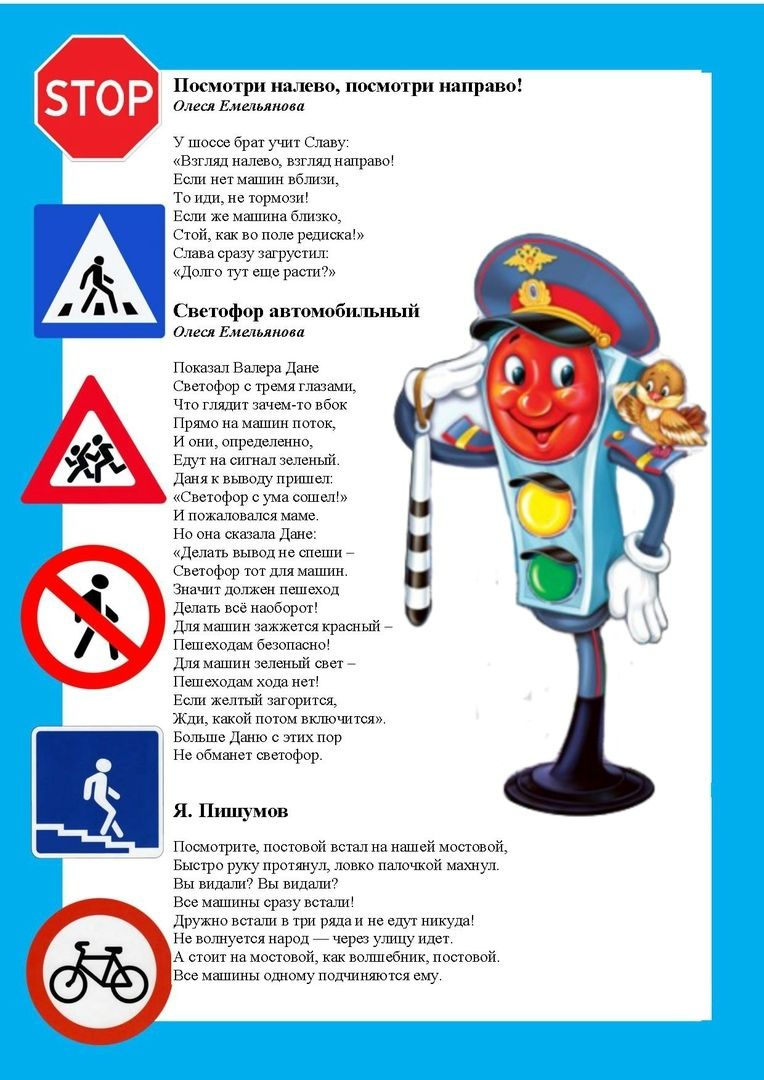 STOP
Посмотри налево, посмотри направо!
Олеся Емельянова
У шоссе брат учит Славу:
«Взгляд налево, взгляд направо!
Если нет машин вблизи,
То иди, не тормози!
Если же машина близко,
Стой, как во поле редиска!»
Слава сразу загрустил:
«Долго тут еще расти?»
Светофор автомобильный
Олеся Емельянова
Показал Валера Дане
Светофор с тремя глазами,
Что глядит зачем-то вбок
Прямо на машин поток,
И они, определенно,
Едут на сигнал зеленый.
Даня к выводу пришел:
«Светофор с ума сошел!»
И пожаловался маме.
Но она сказала Дане:
«Делать вывод не спеши –
Светофор тот для машин.
Значит должен пешеход
Делать всё наоборот!
Для машин зажжется красный –
Пешеходам безопасно!
Для машин зеленый свет –
Пешеходам хода нет!
Если желтый загорится,
Жди, какой потом включится».
Больше Даню с этих пор
Не обманет светофор.
Я. Пишумов
Посмотрите, постовой встал на нашей мостовой,
Быстро руку протянул, ловко палочкой махнул.
Вы видали? Вы видали?
Все машины сразу встали!
Дружно встали в три ряда и не едут никуда!
Не волнуется народ — через улицу идет.
А стоит на мостовой, как волшебник, постовой.
Все машины одному подчиняются ему.